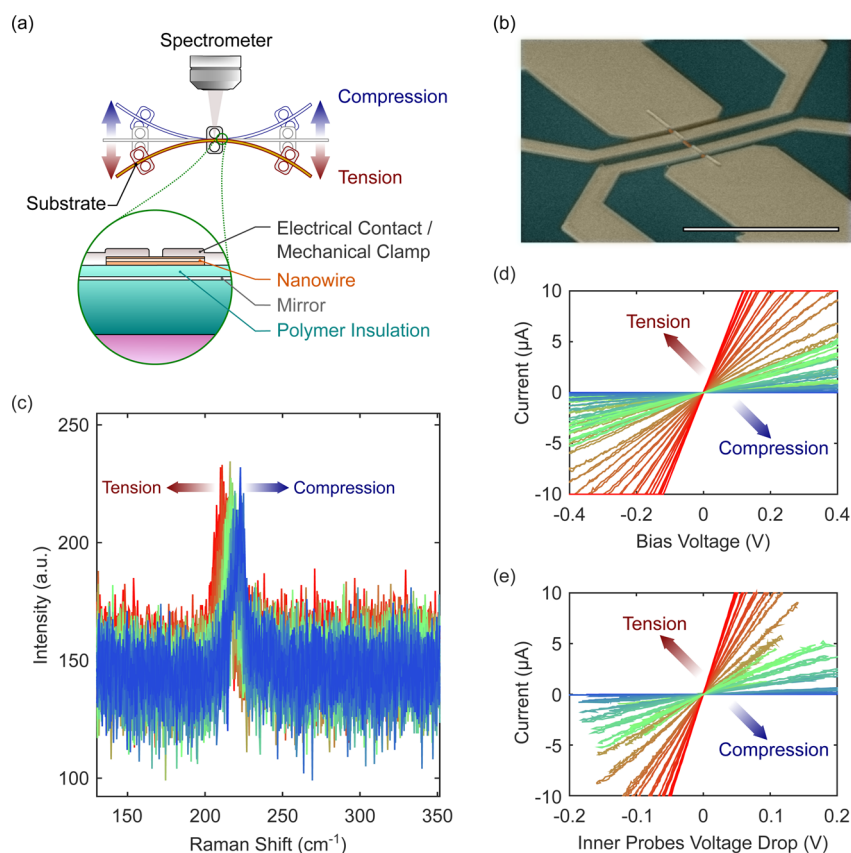 (a)
Spectrometer
Compression
Tension
Substrate
Electrical Contact /
Mechanical Clamp
Nanowire
Mirror
Polymer Insulation
(b)
(c)
250
200
150
100
Intensity (a.u.)
Tension
Compression
150
200
250
300
350
Raman Shift (cm⁻¹)
(d)
10
5
0
-5
-10
Current (µA)
Tension
Compression
-0.4
-0.2
0
0.2
0.4
Bias Voltage (V)
(e)
10
5
0
-5
-10
Current (µA)
Tension
Compression
-0.2
-0.1
0
0.1
0.2
Inner Probes Voltage Drop (V)